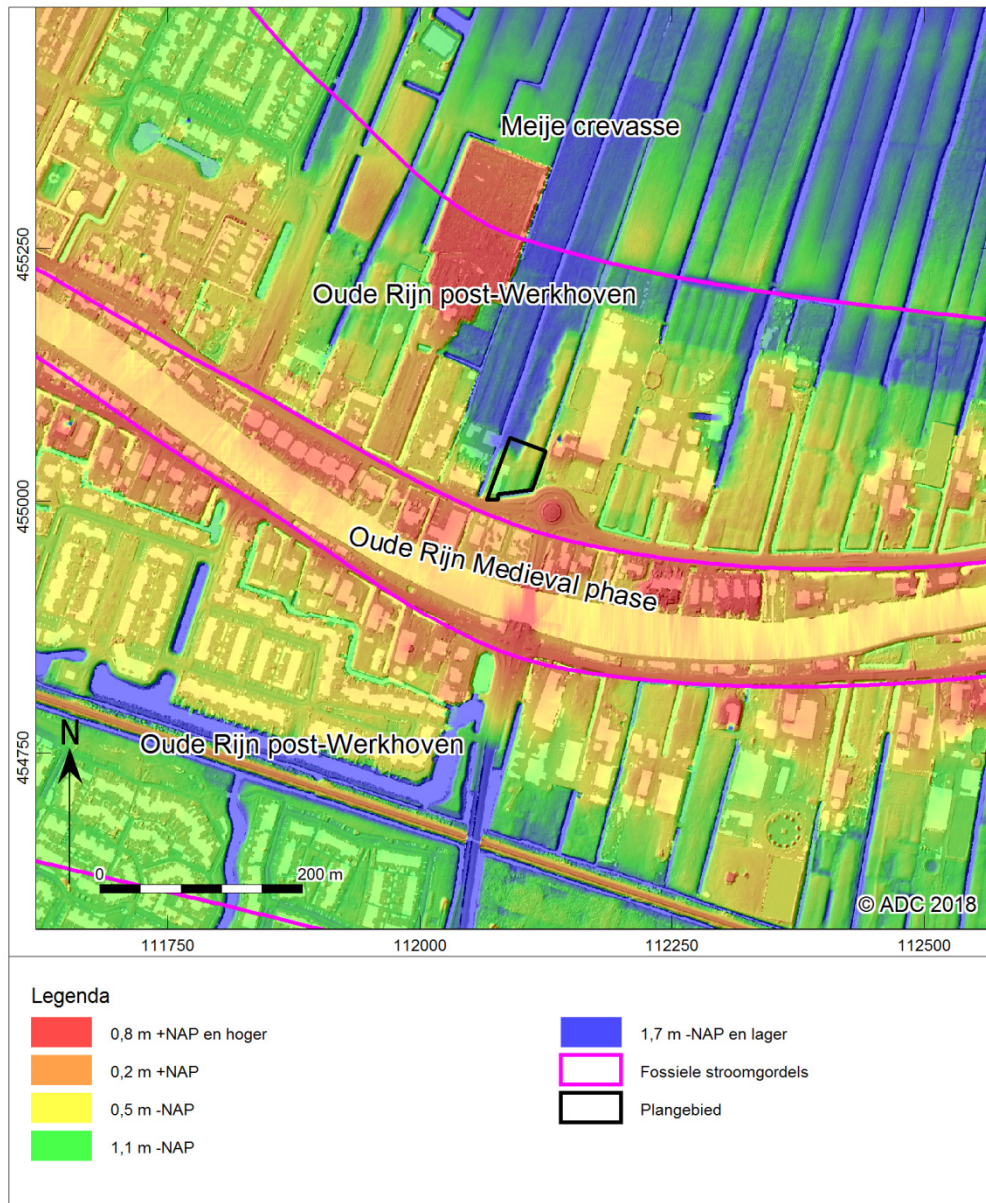 Meije crevasse
455250
Oude Rijn post-Werkhoven
455000
Oude Rijn Medieval phase
454750
N
Oude Rijn post-Werkhoven
0 200 m
© ADC 2018
111750 112000 112250 112500
Legenda
0,8 m +NAP en hoger
0,2 m +NAP
0,5 m -NAP
1,1 m -NAP
1,7 m -NAP en lager
Fossiele stroomgordels
Plangebied